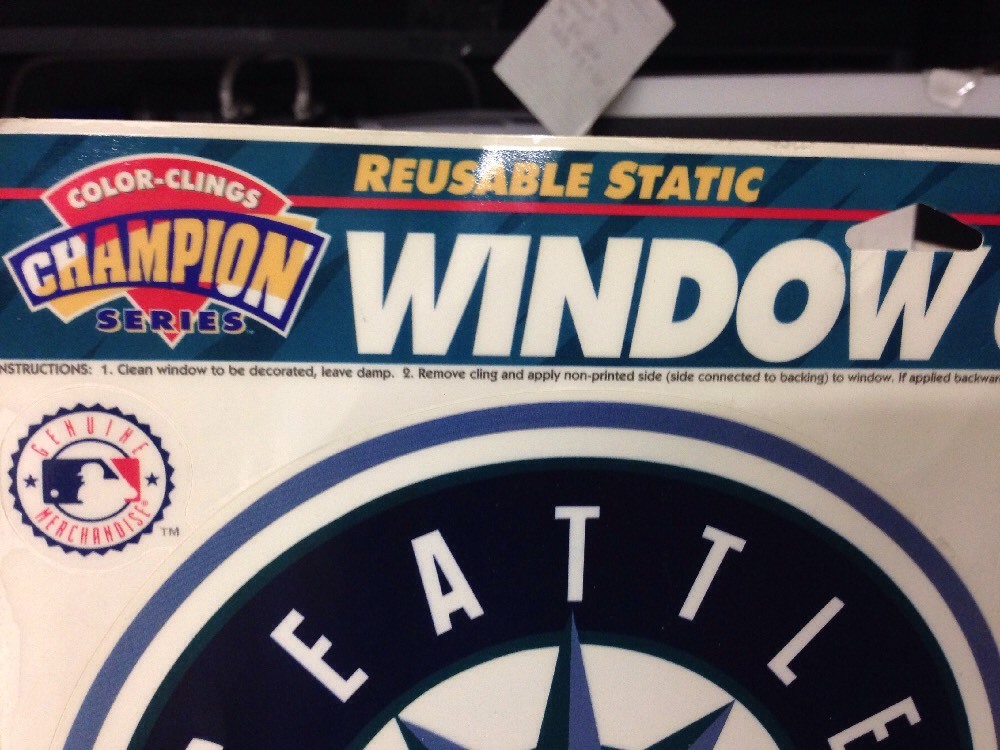 COLOR-CLINGS
CHAMPION
SERIES™
REUSABLE STATIC
WINDOW
NSTRUCTIONS: 1. Clean window to be decorated, leave damp. 2. Remove cling and apply non-printed side (side connected to backing) to window. If applied backwar
GENUINE
MERCHANDISE®
TM
EATTLE